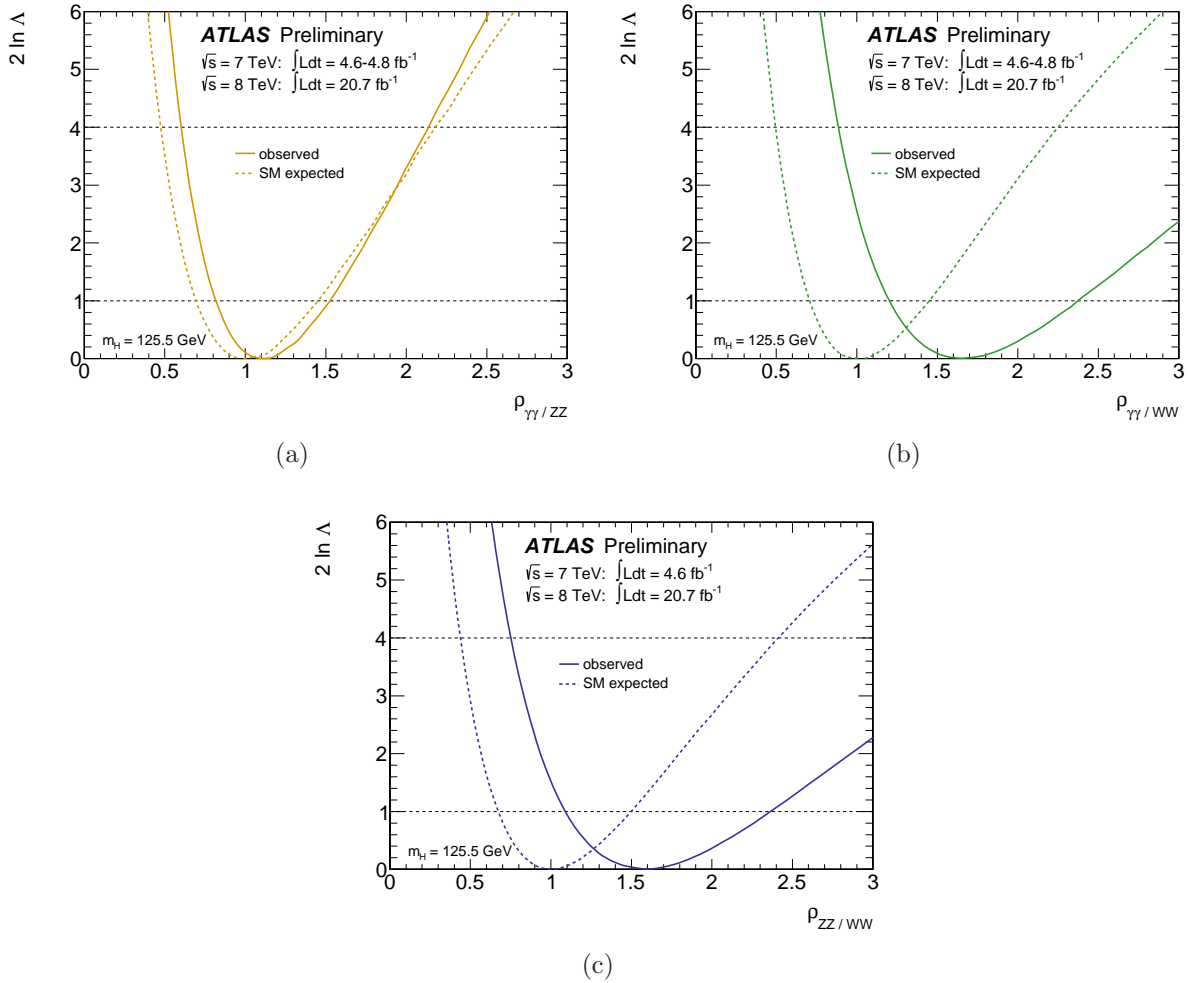 2 ln Λ
6
5
4
3
2
1
0
ATLAS Preliminary
√s = 7 TeV: ∫Ldt = 4.6-4.8 fb⁻¹
√s = 8 TeV: ∫Ldt = 20.7 fb⁻¹
observed
SM expected
m_H = 125.5 GeV
0 0.5 1 1.5 2 2.5 3
ρ_γγ / ZZ
(a)
2 ln Λ
6
5
4
3
2
1
0
ATLAS Preliminary
√s = 7 TeV: ∫Ldt = 4.6-4.8 fb⁻¹
√s = 8 TeV: ∫Ldt = 20.7 fb⁻¹
observed
SM expected
m_H = 125.5 GeV
0 0.5 1 1.5 2 2.5 3
ρ_γγ / WW
(b)
2 ln Λ
6
5
4
3
2
1
0
ATLAS Preliminary
√s = 7 TeV: ∫Ldt = 4.6 fb⁻¹
√s = 8 TeV: ∫Ldt = 20.7 fb⁻¹
observed
SM expected
m_H = 125.5 GeV
0 0.5 1 1.5 2 2.5 3
ρ_ZZ / WW
(c)